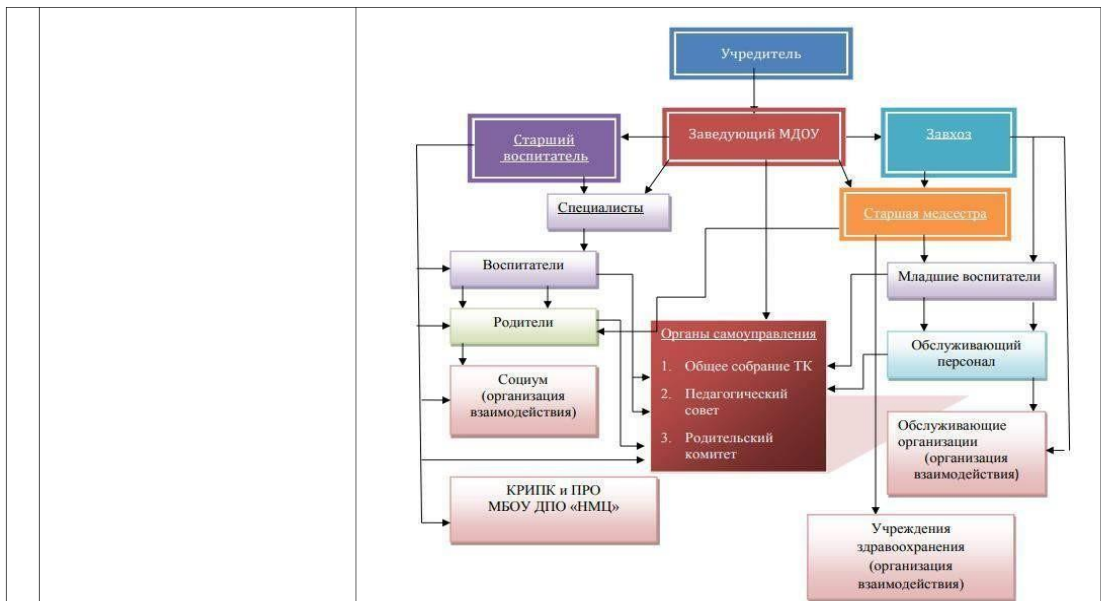 Учредитель
Старший
воспитатель
Заведующий МДОУ
Завхоз
Специалисты
Старшая медсестра
Воспитатели
Младшие воспитатели
Родители
Органы самоуправления
1. Общее собрание ТК
2. Педагогический
совет
3. Родительский
комитет
Обслуживающий
персонал
Социум
(организация
взаимодействия)
Обслуживающие
организации
(организация
взаимодействия)
КРИПК и ПРО
МБОУ ДПО «НМЦ»
Учреждения
здравоохранения
(организация
взаимодействия)